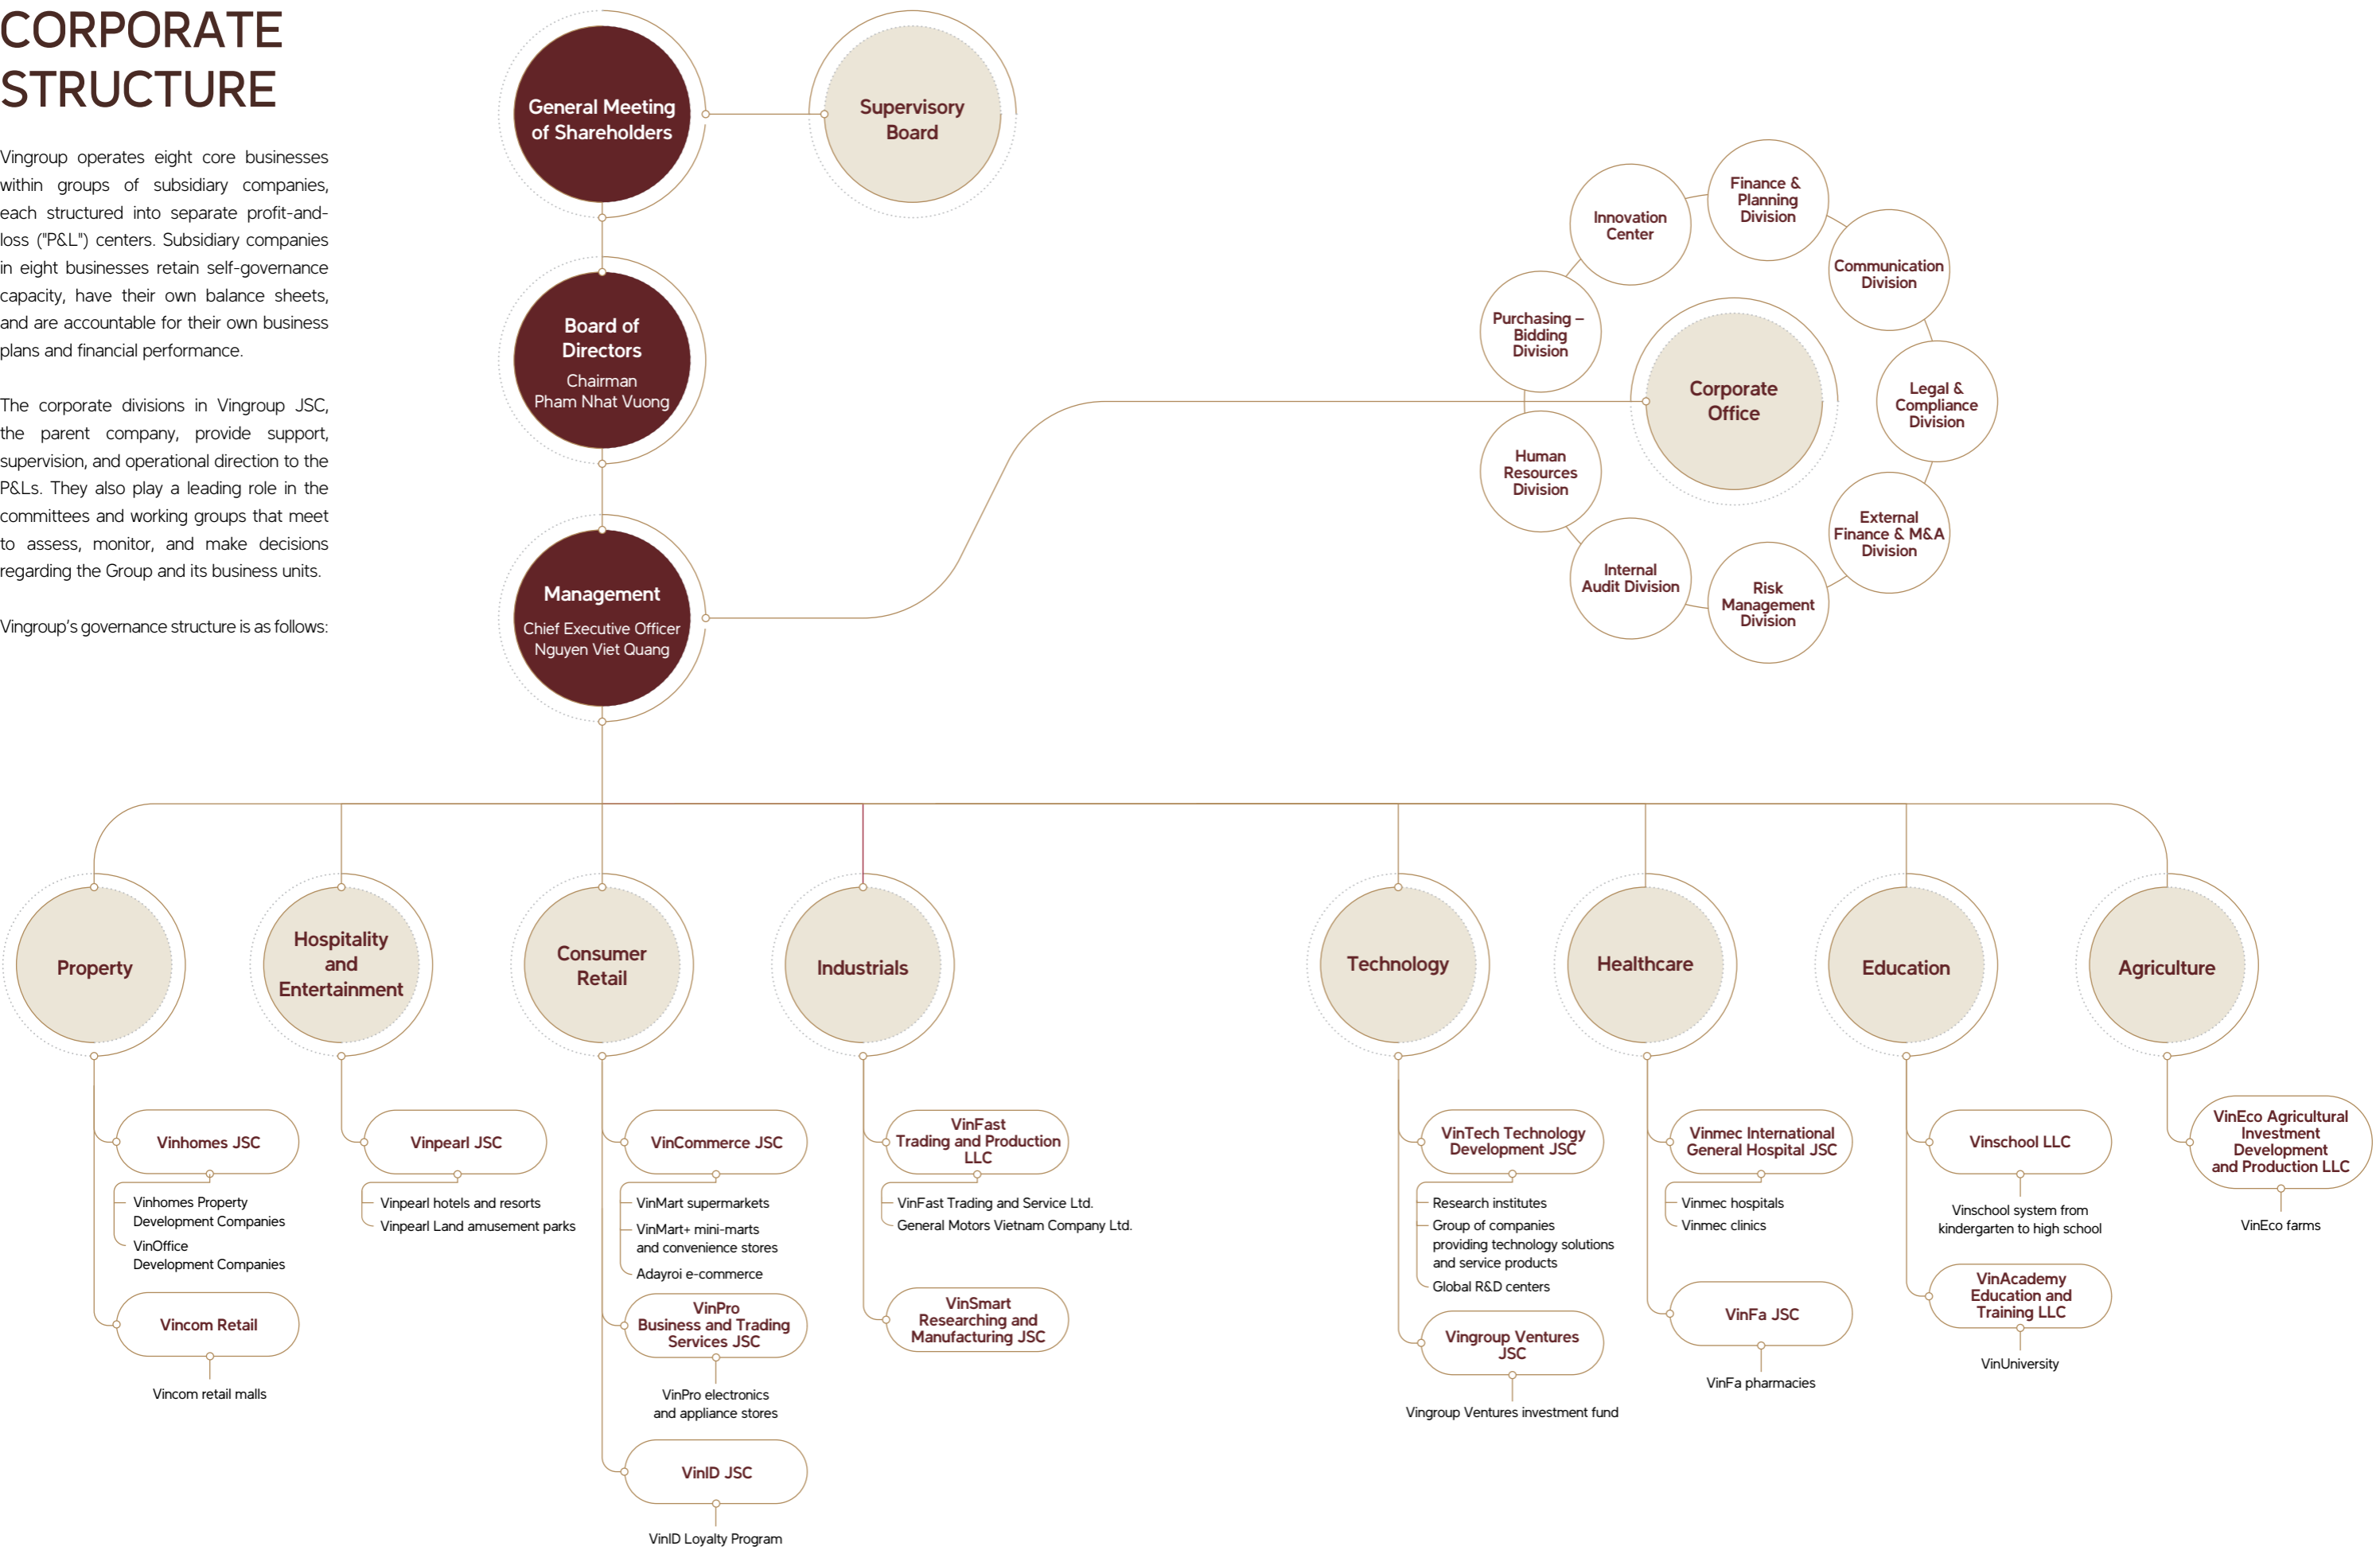 CORPORATE
STRUCTURE
Vingroup operates eight core businesses
within groups of subsidiary companies,
each structured into separate profit-and-
loss ("P&L") centers. Subsidiary companies
in eight businesses retain self-governance
capacity, have their own balance sheets,
and are accountable for their own business
plans and financial performance.
The corporate divisions in Vingroup JSC,
the parent company, provide support,
supervision, and operational direction to the
P&Ls. They also play a leading role in the
committees and working groups that meet
to assess, monitor, and make decisions
regarding the Group and its business units.
Vingroup's governance structure is as follows:
General Meeting
of Shareholders
Supervisory
Board
Board of
Directors
Chairman
Pham Nhat Vuong
Management
Chief Executive Officer
Nguyen Viet Quang
Corporate
Office
Finance &
Planning
Division
Communication
Division
Legal &
Compliance
Division
External
Finance & M&A
Division
Risk
Management
Division
Internal
Audit Division
Human
Resources
Division
Purchasing –
Bidding
Division
Innovation
Center
Property
Vinhomes JSC
Vinhomes Property
Development Companies
VinOffice
Development Companies
Vincom Retail
Vincom retail malls
Hospitality
and
Entertainment
Vinpearl JSC
Vinpearl hotels and resorts
Vinpearl Land amusement parks
Consumer
Retail
VinCommerce JSC
VinMart supermarkets
VinMart+ mini-marts
and convenience stores
Adayroi e-commerce
VinPro
Business and Trading
Services JSC
VinPro electronics
and appliance stores
VinID JSC
VinID Loyalty Program
Industrials
VinFast
Trading and Production
LLC
VinFast Trading and Service Ltd.
General Motors Vietnam Company Ltd.
VinSmart
Researching and
Manufacturing JSC
Technology
VinTech Technology
Development JSC
Research institutes
Group of companies
providing technology solutions
and service products
Global R&D centers
Vingroup Ventures
JSC
Vingroup Ventures investment fund
Healthcare
Vinmec International
General Hospital JSC
Vinmec hospitals
Vinmec clinics
VinFa JSC
VinFa pharmacies
Education
Vinschool LLC
Vinschool system from
kindergarten to high school
VinAcademy
Education and
Training LLC
VinUniversity
Agriculture
VinEco Agricultural
Investment
Development
and Production LLC
VinEco farms